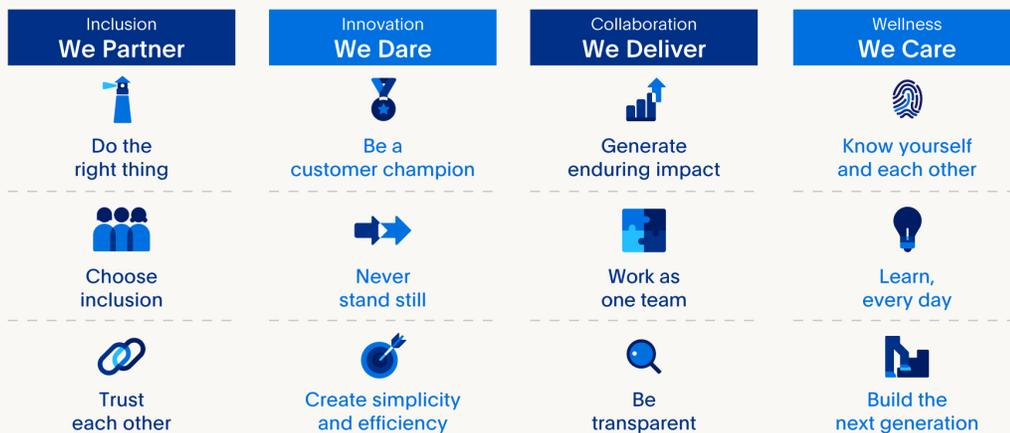 Inclusion
We Partner
Innovation
We Dare
Collaboration
We Deliver
Wellness
We Care
Do the
right thing
Be a
customer champion
Generate
enduring impact
Know yourself
and each other
Choose
inclusion
Never
stand still
Work as
one team
Learn,
every day
Trust
each other
Create simplicity
and efficiency
Be
transparent
Build the
next generation